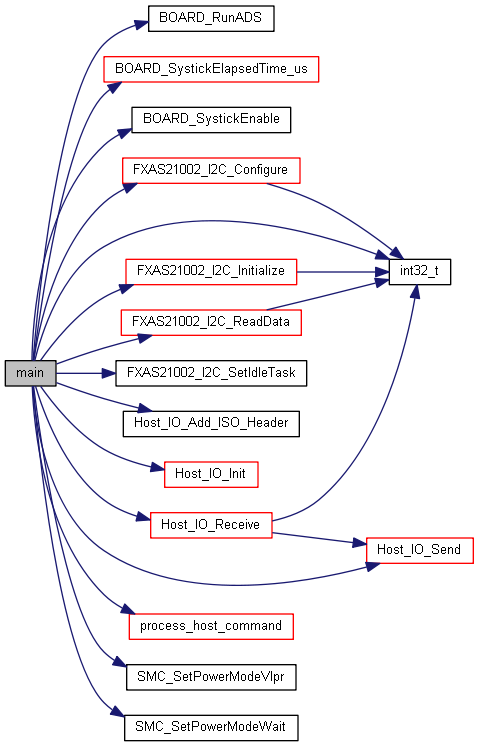 BOARD_RunADS
BOARD_SystickElapsedTime_us
BOARD_SystickEnable
FXAS21002_I2C_Configure
FXAS21002_I2C_Initialize
int32_t
FXAS21002_I2C_ReadData
main
FXAS21002_I2C_SetIdleTask
Host_IO_Add_ISO_Header
Host_IO_Init
Host_IO_Receive
Host_IO_Send
process_host_command
SMC_SetPowerModeVlpr
SMC_SetPowerModeWait